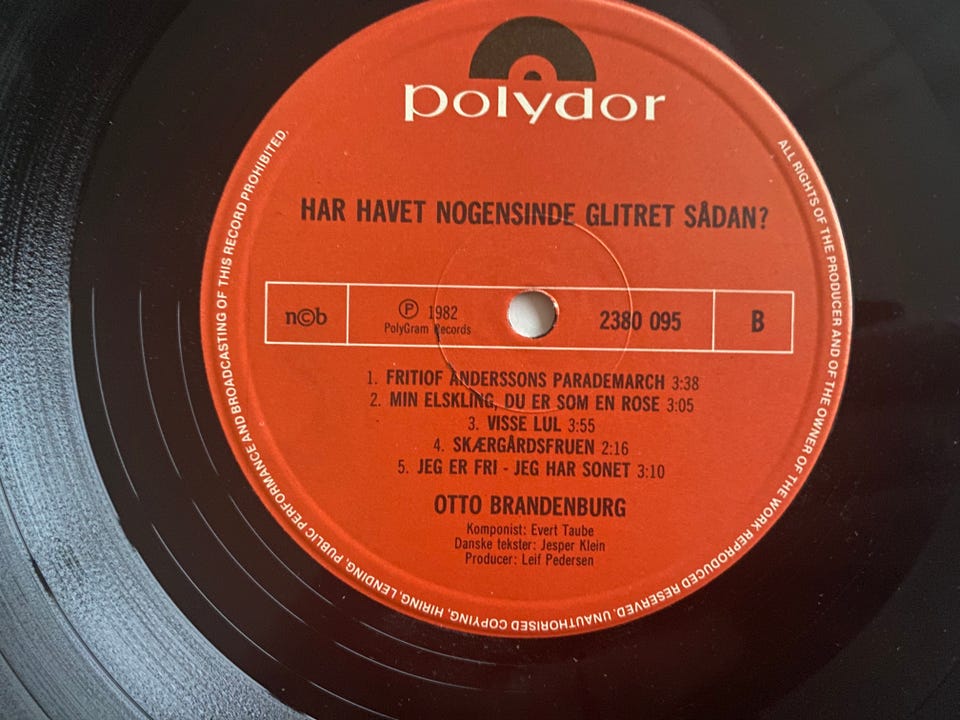 polydor
HAR HAVET NOGENSINDE GLITRET SÅDAN?
n©b
Ⓟ 1982
PolyGram Records
2380 095
B
1. FRITIOF ANDERSSONS PARADEMARCH 3:38
2. MIN ELSKLING, DU ER SOM EN ROSE 3:05
3. VISSE LUL 3:55
4. SKÆRGÅRDSFRUEN 2:16
5. JEG ER FRI - JEG HAR SONET 3:10
OTTO BRANDENBURG
Komponist: Evert Taube
Danske tekster: Jesper Klein
Producer: Leif Pedersen
ALL RIGHTS OF THE PRODUCER AND OF THE OWNER OF THE WORK REPRODUCED RESERVED. UNAUTHORISED COPYING, HIRING, LENDING, PUBLIC PERFORMANCE AND BROADCASTING OF THIS RECORD PROHIBITED.